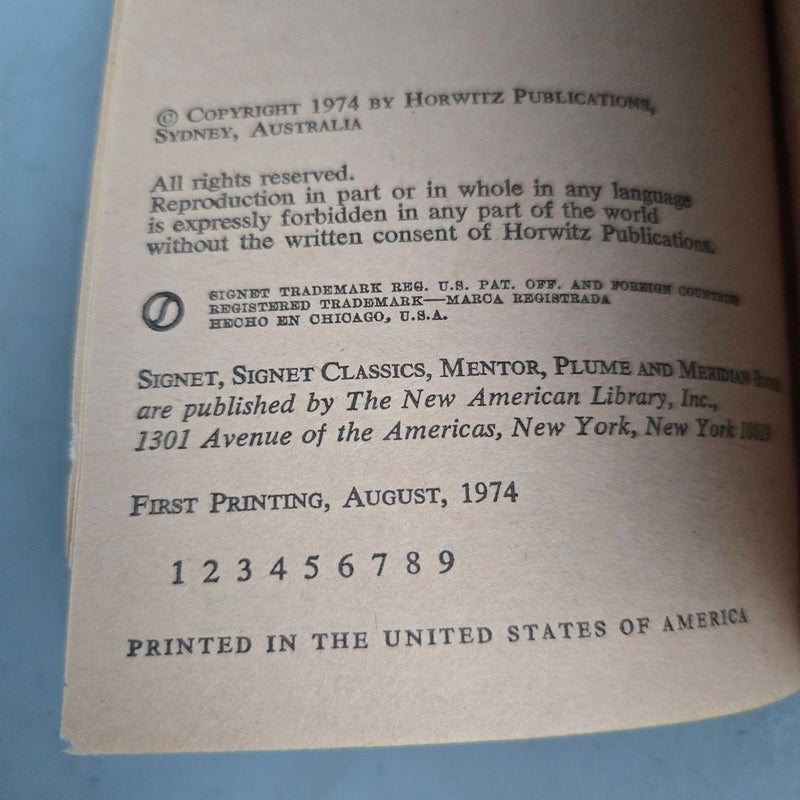 © COPYRIGHT 1974 BY HORWITZ PUBLICATIONS,
SYDNEY, AUSTRALIA
All rights reserved.
Reproduction in part or in whole in any language
is expressly forbidden in any part of the world
without the written consent of Horwitz Publications.
SIGNET TRADEMARK REG. U.S. PAT. OFF. AND FOREIGN COUNTRIES
REGISTERED TRADEMARK—MARCA REGISTRADA
HECHO EN CHICAGO, U.S.A.
SIGNET, SIGNET CLASSICS, MENTOR, PLUME AND MERIDIAN BOOKS
are published by The New American Library, Inc.,
1301 Avenue of the Americas, New York, New York 10019
FIRST PRINTING, AUGUST, 1974
1 2 3 4 5 6 7 8 9
PRINTED IN THE UNITED STATES OF AMERICA